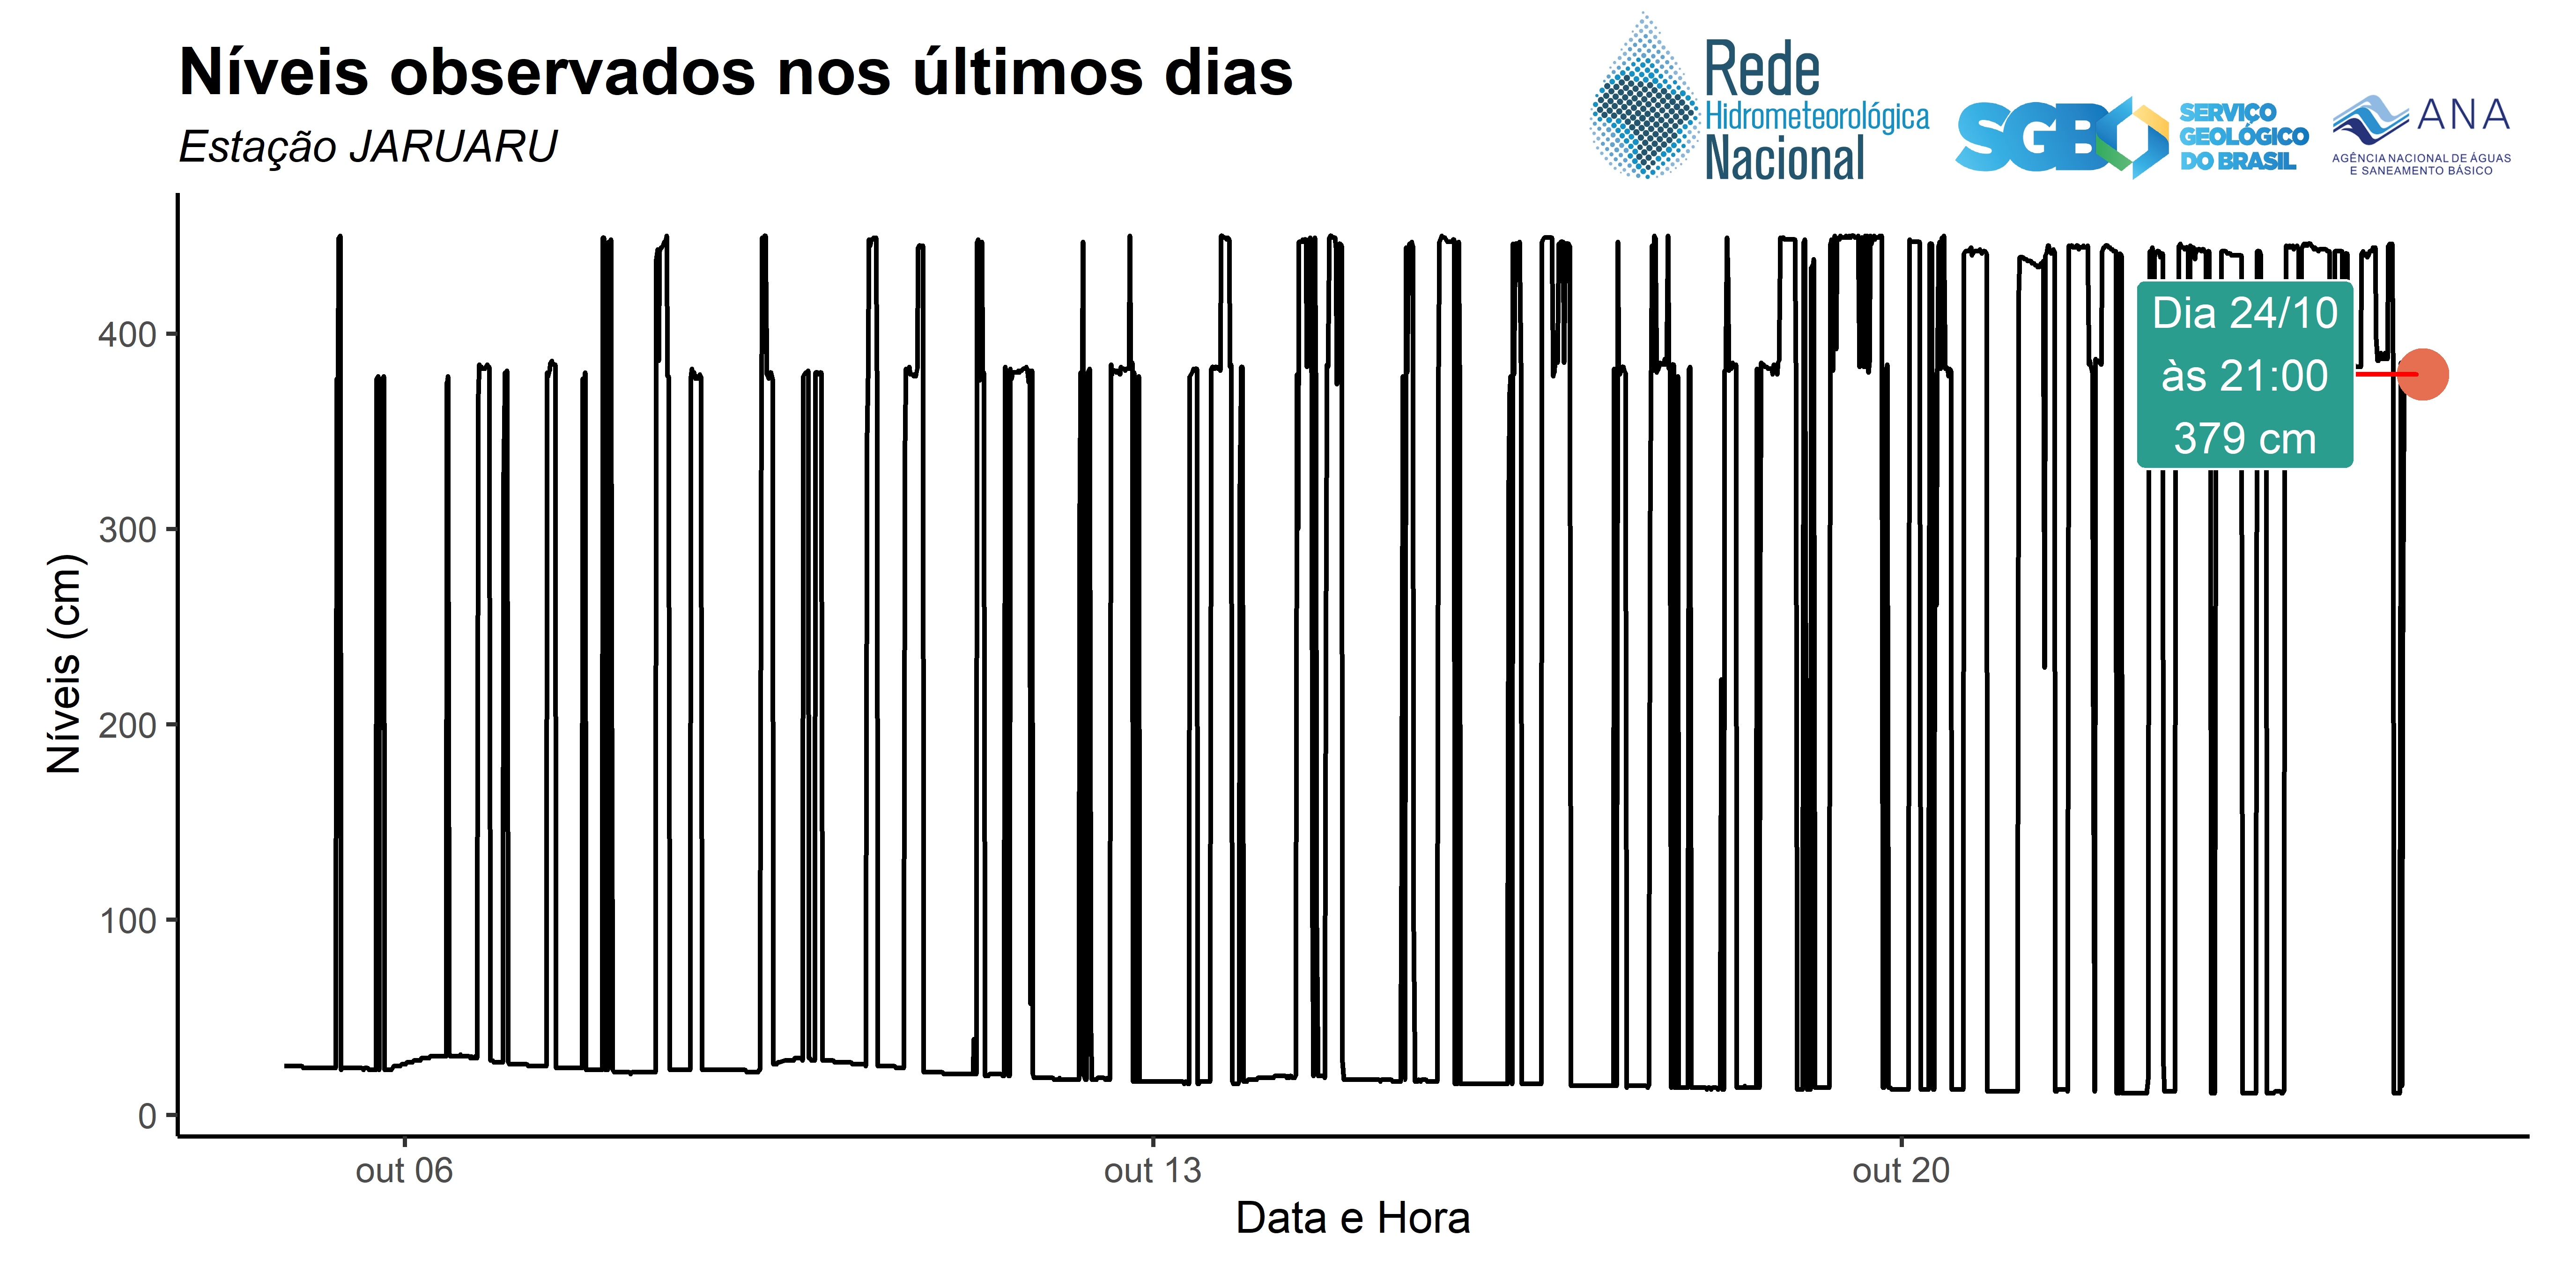 Níveis observados nos últimos dias
Estação JARUARU
Rede
Hidrometeorológica
Nacional
SGB
SERVIÇO
GEOLÓGICO
DO BRASIL
ANA
AGÊNCIA NACIONAL DE ÁGUAS
E SANEAMENTO BÁSICO
Níveis (cm)
400
300
200
100
0
Dia 24/10
às 21:00
379 cm
out 06
out 13
out 20
Data e Hora